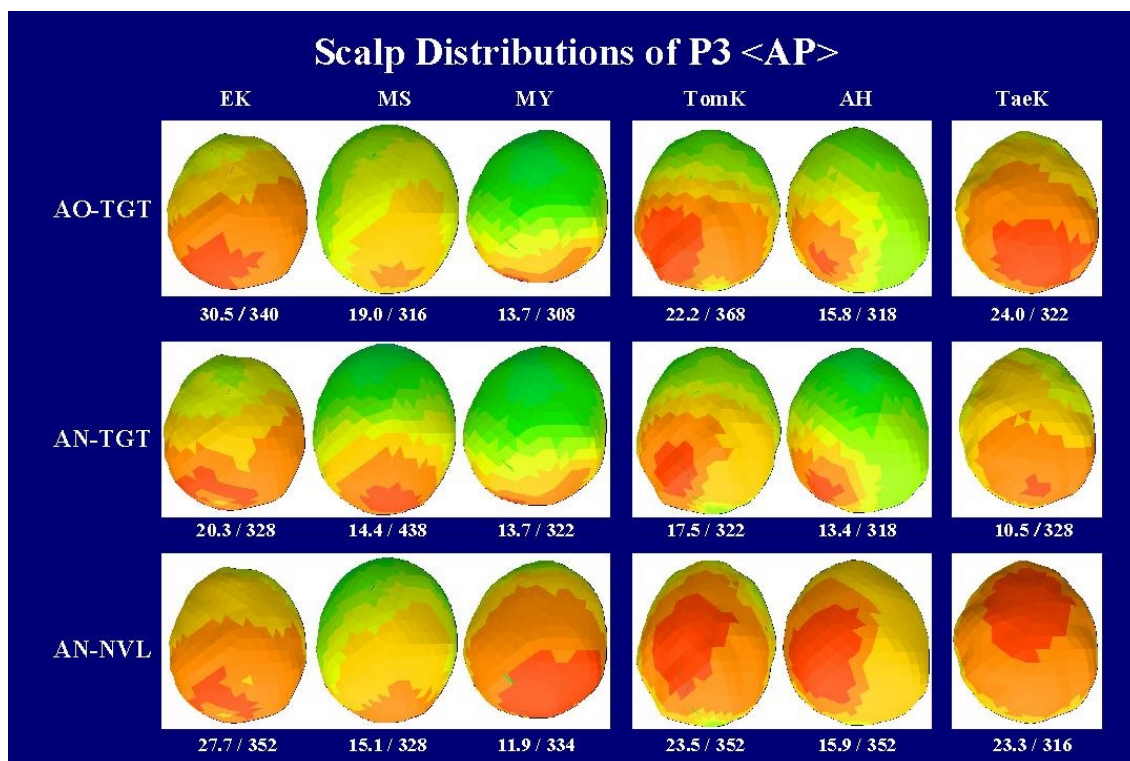 Scalp Distributions of P3 <AP>
EK MS MY TomK AH TaeK
AO-TGT
30.5 / 340 19.0 / 316 13.7 / 308 22.2 / 368 15.8 / 318 24.0 / 322
AN-TGT
20.3 / 328 14.4 / 438 13.7 / 322 17.5 / 322 13.4 / 318 10.5 / 328
AN-NVL
27.7 / 352 15.1 / 328 11.9 / 334 23.5 / 352 15.9 / 352 23.3 / 316